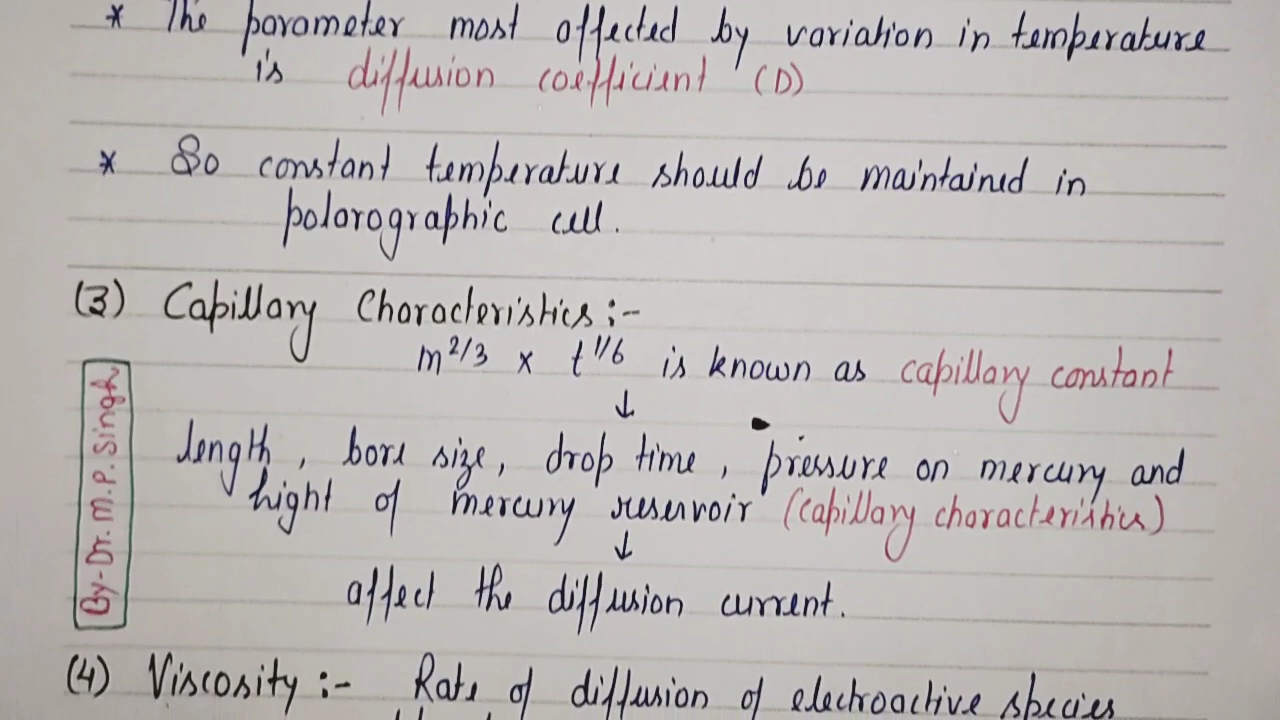 * The parameter most affected by variation in temperature
is diffusion coefficient (D)
* So constant temperature should be maintained in
polarographic cell.
(3) Capillary Characteristics :-
m^2/3 x t^1/6 is known as capillary constant
↓
length, bore size, drop time, pressure on mercury and
hight of mercury reservoir (capillary characteristics)
↓
affect the diffusion current.
By-Dr. M.P. Singh
(4) Viscosity :- Rate of diffusion of electroactive species